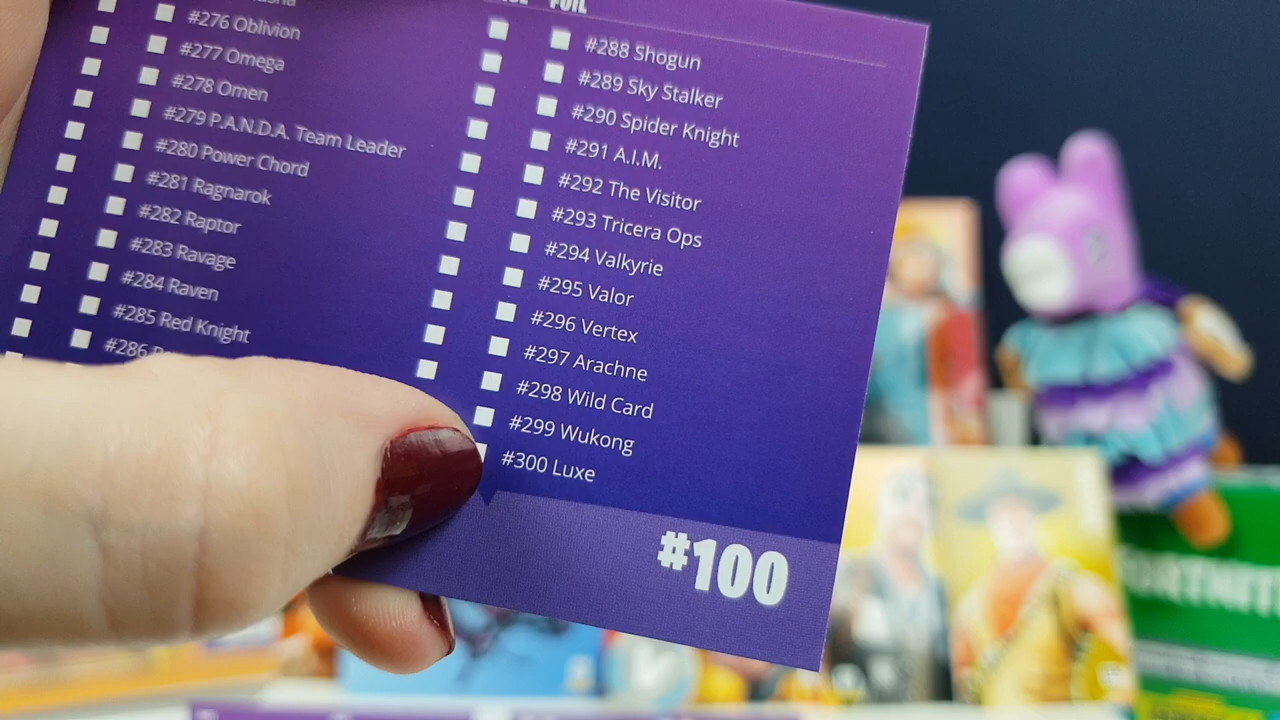 FOIL
#276 Oblivion
#277 Omega
#278 Omen
#279 P.A.N.D.A. Team Leader
#280 Power Chord
#281 Ragnarok
#282 Raptor
#283 Ravage
#284 Raven
#285 Red Knight
#286
#288 Shogun
#289 Sky Stalker
#290 Spider Knight
#291 A.I.M.
#292 The Visitor
#293 Tricera Ops
#294 Valkyrie
#295 Valor
#296 Vertex
#297 Arachne
#298 Wild Card
#299 Wukong
#300 Luxe
#100